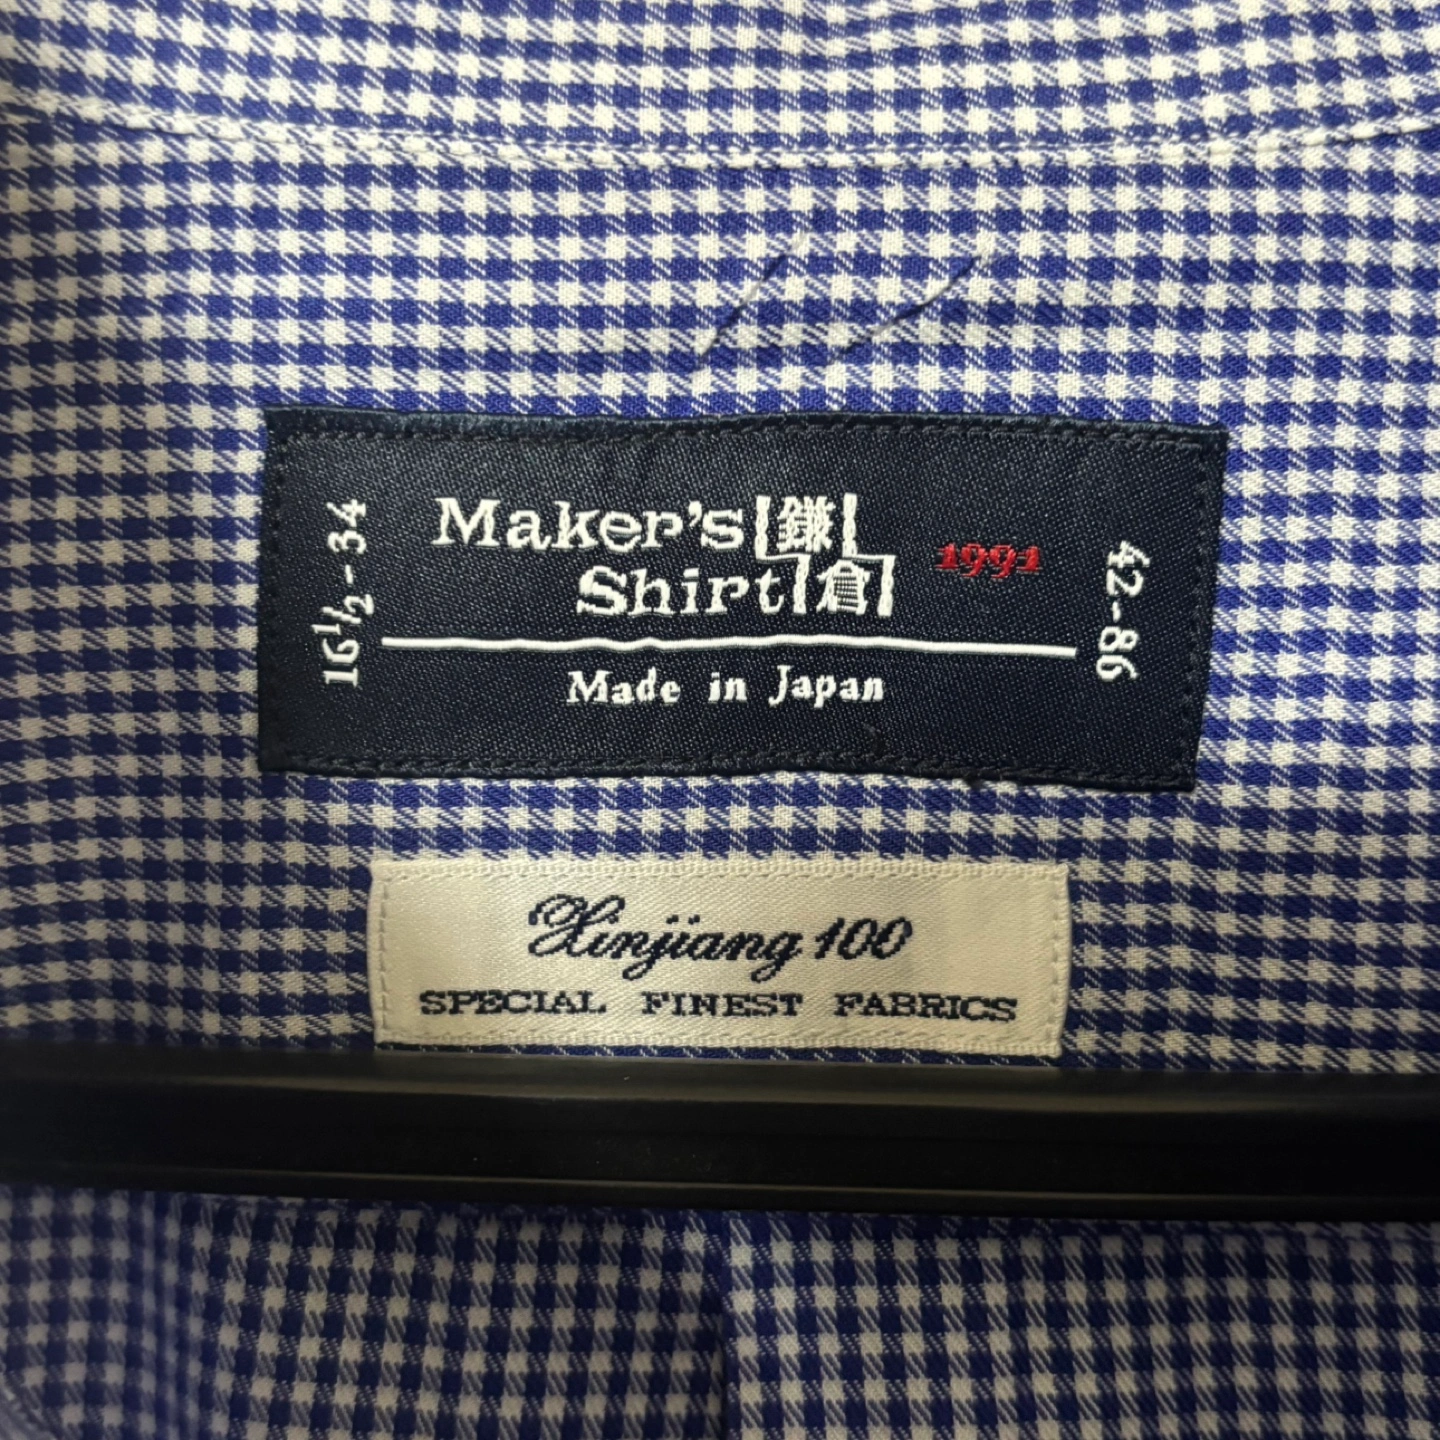 16½-34
Maker's 鎌
Shirt 倉
1991
42-86
Made in Japan
Xinjiang 100
SPECIAL FINEST FABRICS